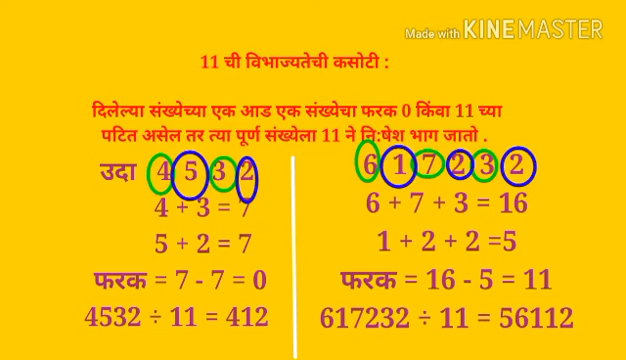 Made with KINEMASTER
11 ची विभाज्यतेची कसोटी :
दिलेल्या संख्येच्या एक आड एक संख्येचा फरक 0 किंवा 11 च्या
पटित असेल तर त्या पूर्ण संख्येला 11 ने नि:षेश भाग जातो .
उदा 4 5 3 2
4 + 3 = 7
5 + 2 = 7
फरक = 7 - 7 = 0
4532 ÷ 11 = 412
6 1 7 2 3 2
6 + 7 + 3 = 16
1 + 2 + 2 =5
फरक = 16 - 5 = 11
617232 ÷ 11 = 56112